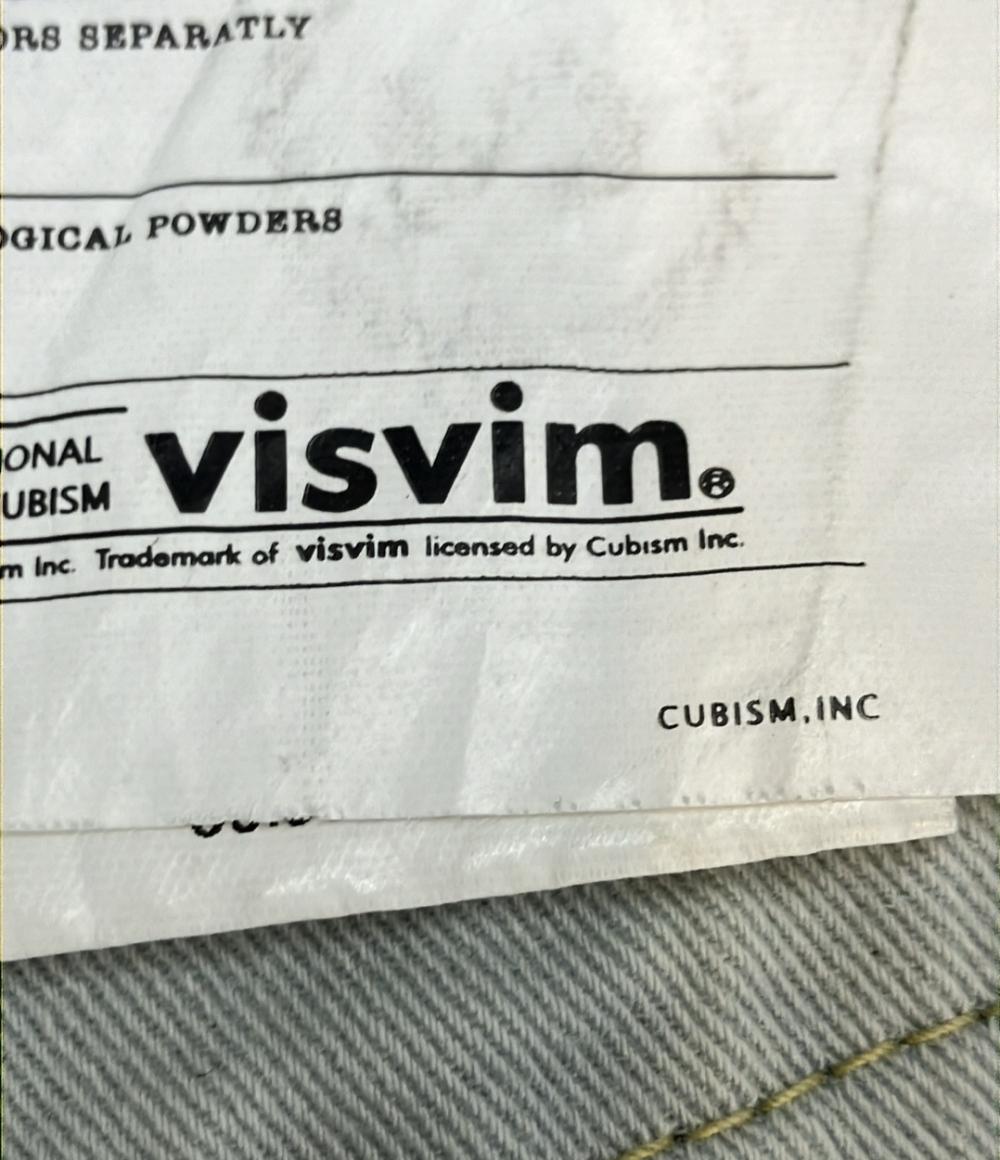 ORS SEPARATLY
OGICAL POWDERS
ONAL
UBISM
visvim.®
m Inc. Trademark of visvim licensed by Cubism Inc.
CUBISM,INC